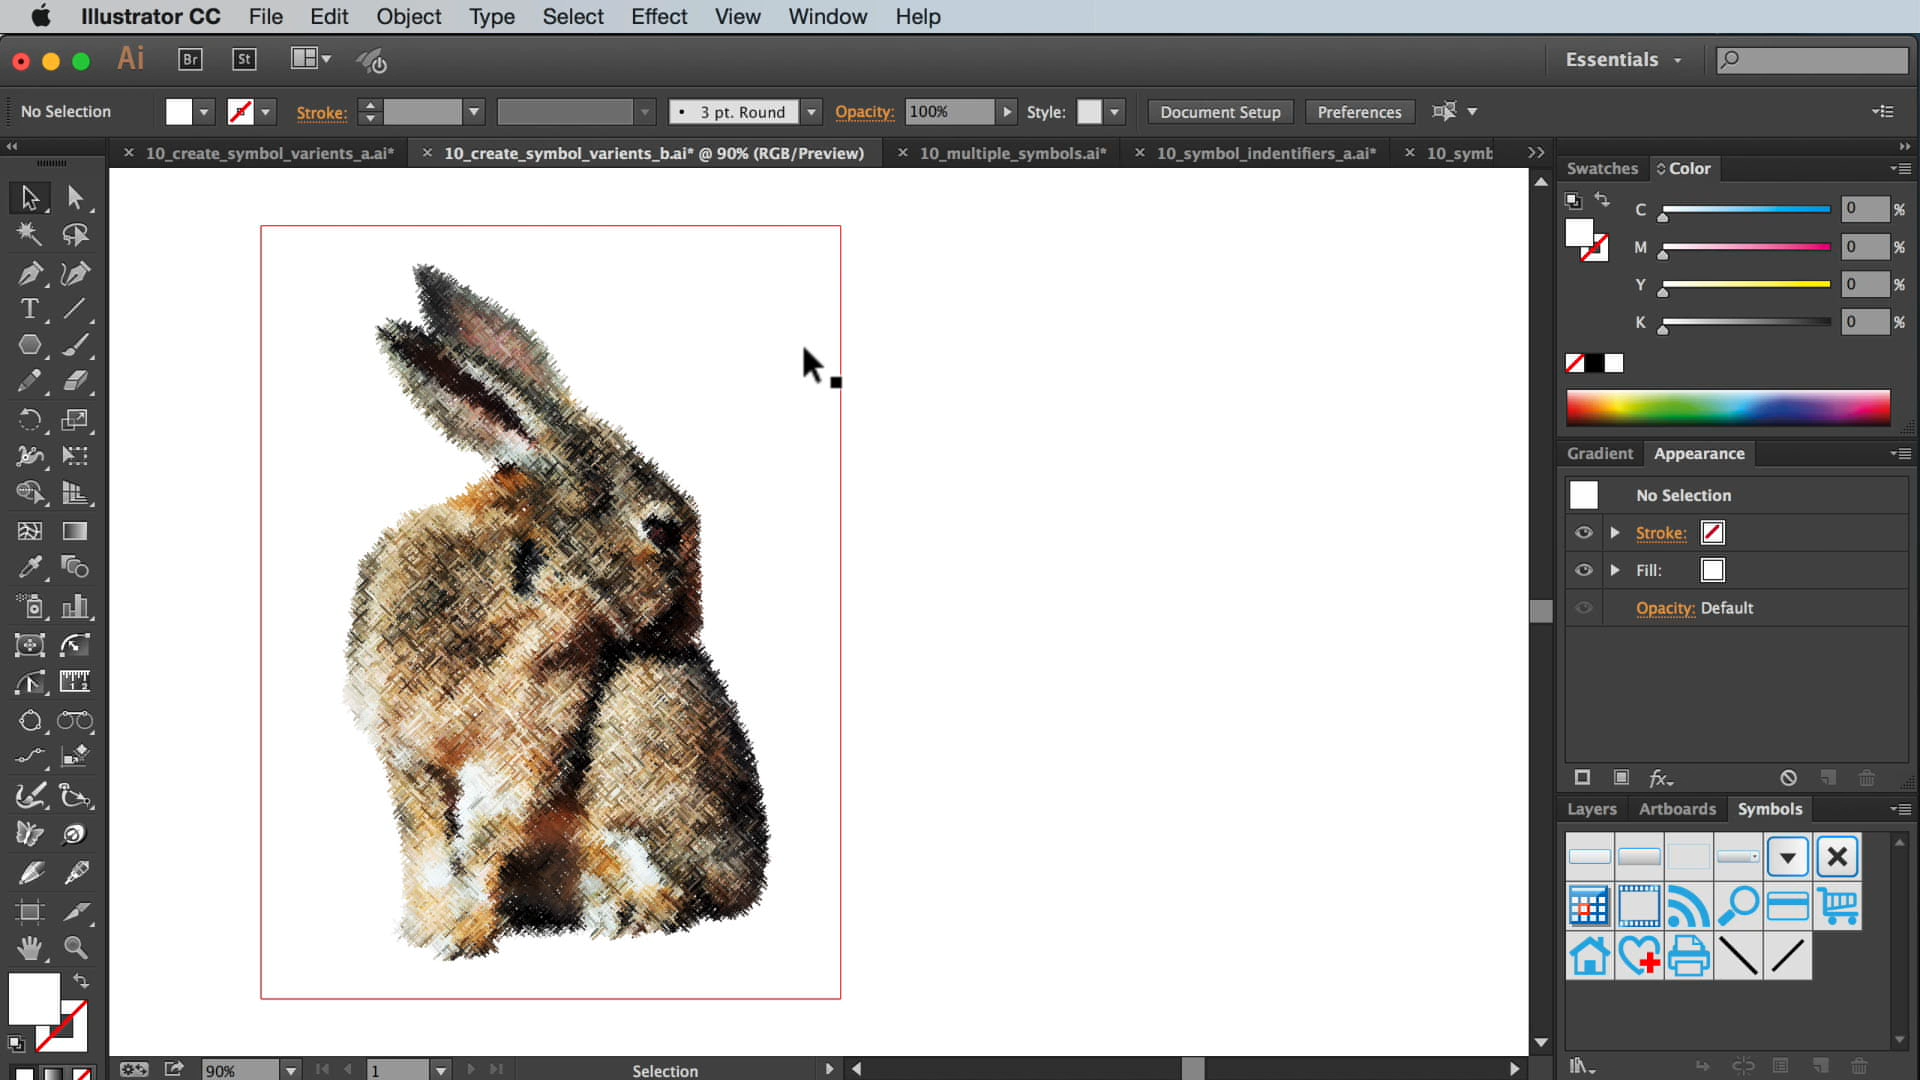 Illustrator CC File Edit Object Type Select Effect View Window Help
Ai Br St Essentials
No Selection Stroke: 3 pt. Round Opacity: 100% Style: Document Setup Preferences
10_create_symbol_varients_a.ai* 10_create_symbol_varients_b.ai* @ 90% (RGB/Preview) 10_multiple_symbols.ai* 10_symbol_indentifiers_a.ai* 10_symb
Swatches Color
C 0 %
M 0 %
Y 0 %
K 0 %
Gradient Appearance
No Selection
Stroke:
Fill:
Opacity: Default
fx
Layers Artboards Symbols
90% 1 Selection